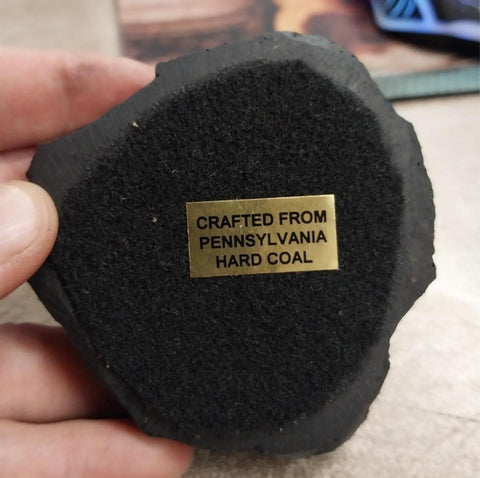 CRAFTED FROM
PENNSYLVANIA
HARD COAL